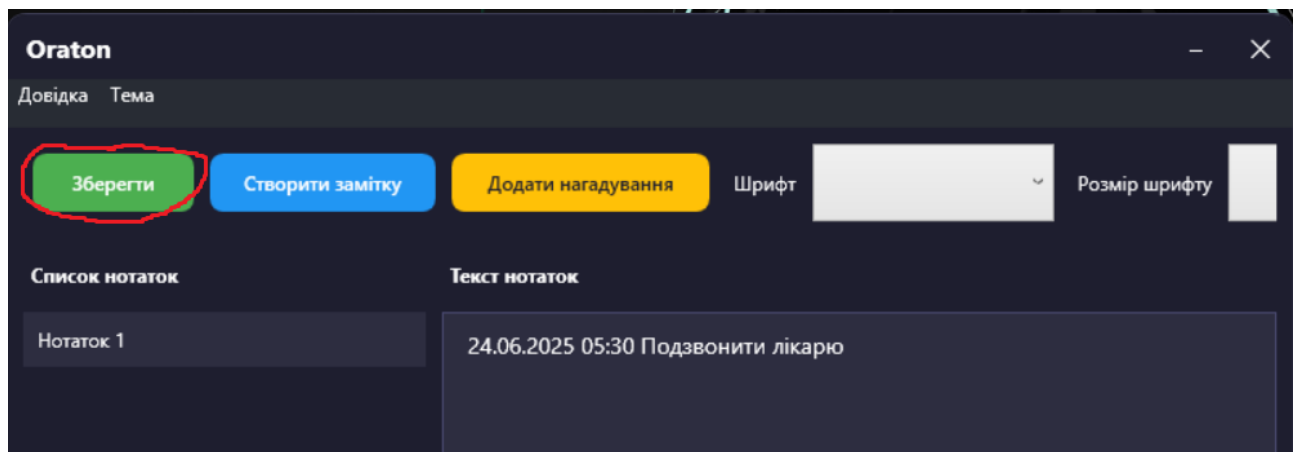 Oraton
Довідка Тема
Зберегти Створити замітку Додати нагадування Шрифт Розмір шрифту
Список нотаток Текст нотаток
Нотаток 1 24.06.2025 05:30 Подзвонити лікарю